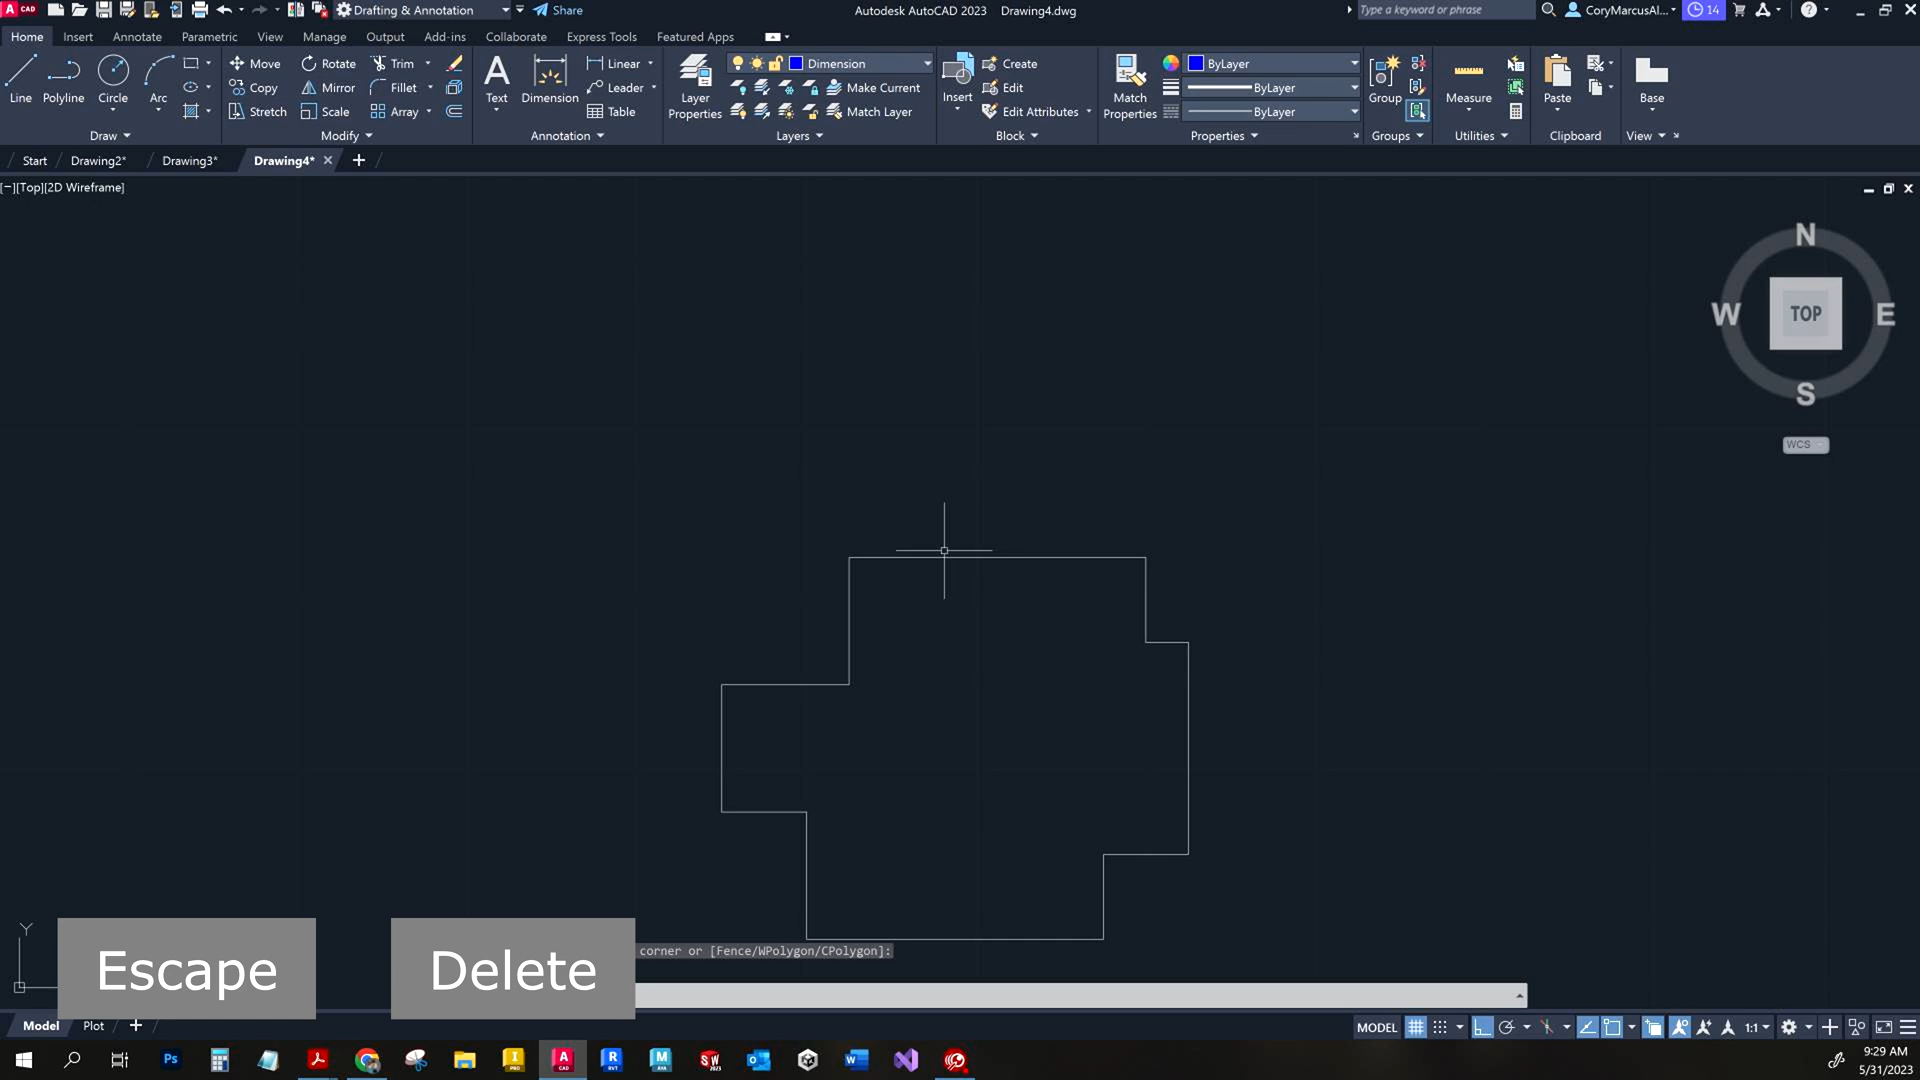 A CAD
Drafting & Annotation
Share
Autodesk AutoCAD 2023 Drawing4.dwg
Type a keyword or phrase
CoryMarcusAl...
14
Home Insert Annotate Parametric View Manage Output Add-ins Collaborate Express Tools Featured Apps
Line Polyline Circle Arc
Move Rotate Trim
Copy Mirror Fillet
Stretch Scale Array
Text Dimension
Linear
Leader
Table
Layer Properties
Dimension
Make Current
Match Layer
Insert
Create
Edit
Edit Attributes
Match Properties
ByLayer
ByLayer
ByLayer
Group
Measure
Paste
Base
Draw Modify Annotation Layers Block Properties Groups Utilities Clipboard View
Start Drawing2* Drawing3* Drawing4*
[−][Top][2D Wireframe]
N
W TOP E
S
WCS
Y
Escape
Delete
corner or [Fence/WPolygon/CPolygon]:
Model Plot
MODEL
1:1
9:29 AM
5/31/2023